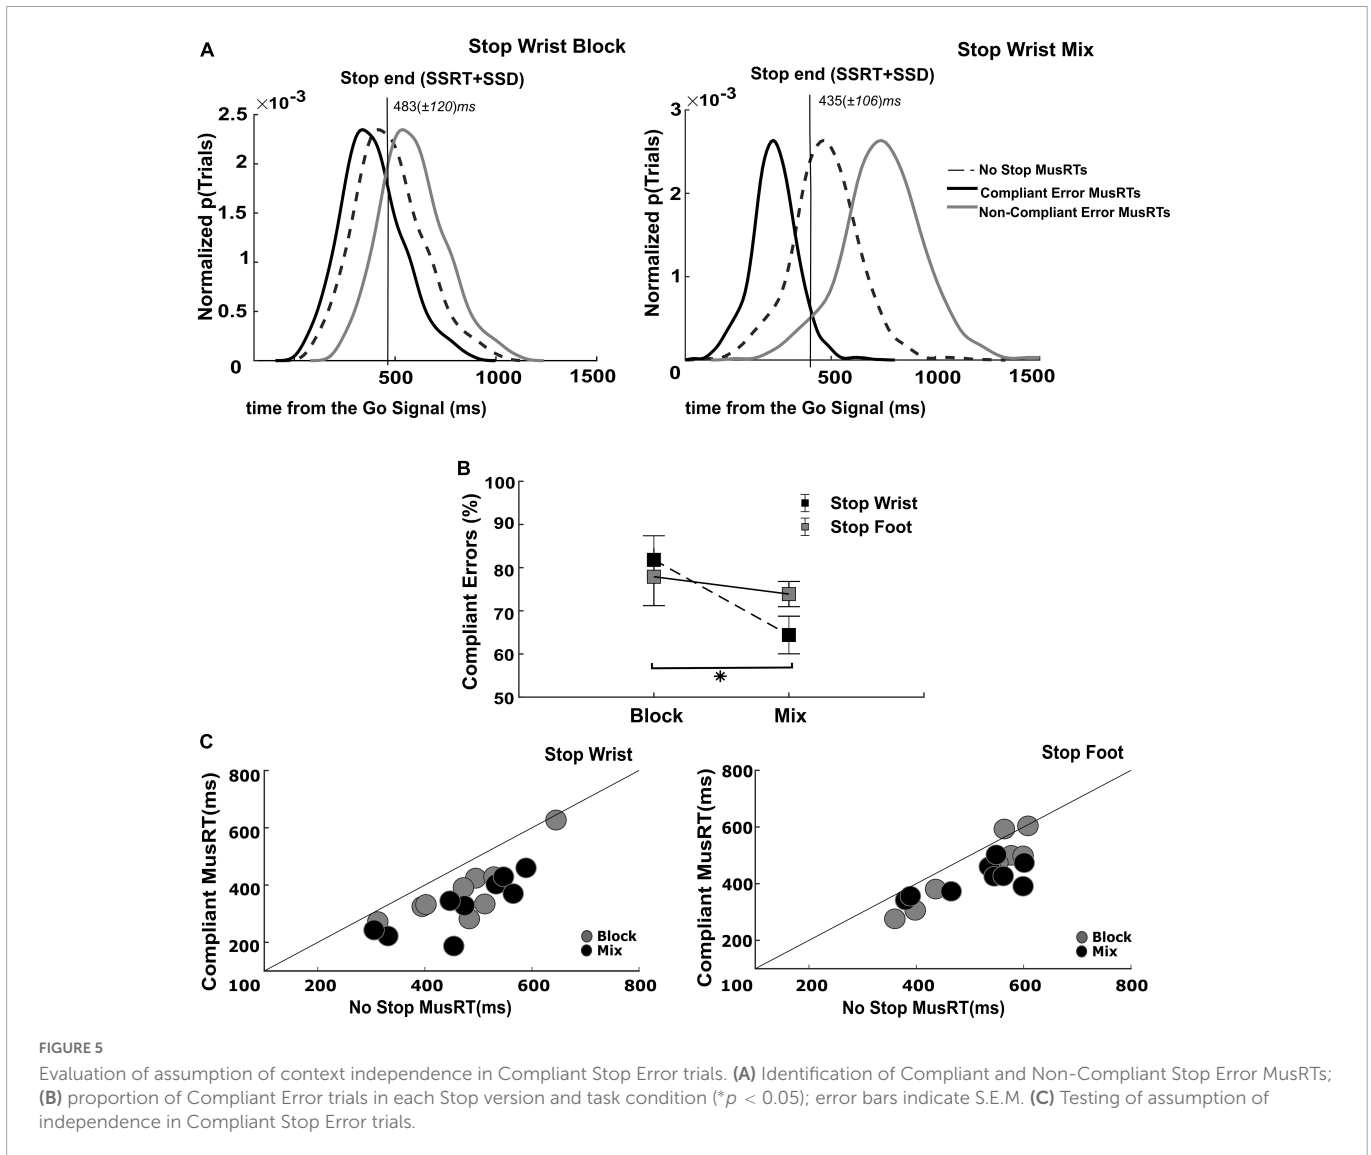 A
Stop Wrist Block
Stop Wrist Mix
Stop end (SSRT+SSD)
483(±120)ms
×10⁻³
2.5
2
1.5
1
0.5
0
Normalized p(Trials)
500
1000
1500
time from the Go Signal (ms)
Stop end (SSRT+SSD)
435(±106)ms
×10⁻³
3
2
1
0
Normalized p(Trials)
500
1000
1500
time from the Go Signal (ms)
No Stop MusRTs
Compliant Error MusRTs
Non-Compliant Error MusRTs
B
100
90
80
70
60
50
Compliant Errors (%)
Stop Wrist
Stop Foot
*
Block
Mix
C
Stop Wrist
800
600
400
200
100
Compliant MusRT(ms)
Block
Mix
200
400
600
800
No Stop MusRT(ms)
Stop Foot
800
600
400
200
100
Compliant MusRT(ms)
Block
Mix
200
400
600
800
No Stop MusRT(ms)
FIGURE 5
Evaluation of assumption of context independence in Compliant Stop Error trials. (A) Identification of Compliant and Non-Compliant Stop Error MusRTs;
(B) proportion of Compliant Error trials in each Stop version and task condition (*p < 0.05); error bars indicate S.E.M. (C) Testing of assumption of
independence in Compliant Stop Error trials.